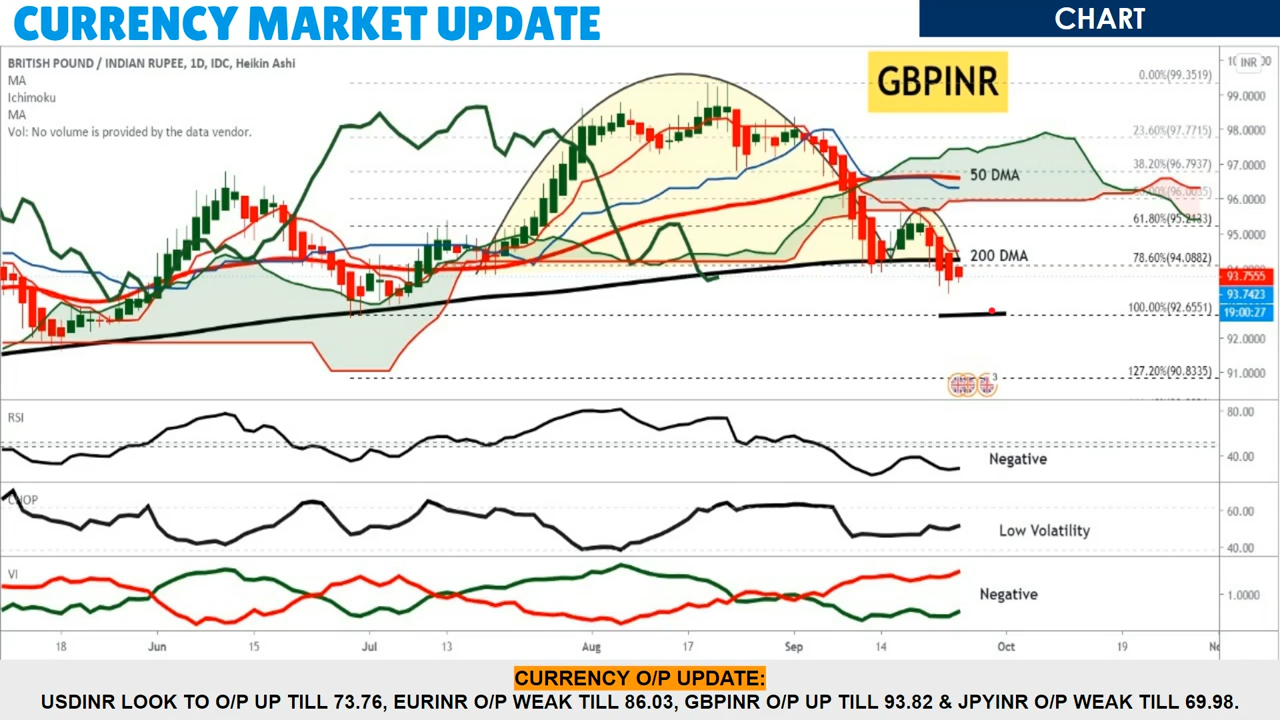 CURRENCY MARKET UPDATE
CHART
BRITISH POUND / INDIAN RUPEE, 1D, IDC, Heikin Ashi
MA
Ichimoku
MA
Vol: No volume is provided by the data vendor.
GBPINR
INR
0.00%(99.3519)
99.0000
23.60%(97.7715)
98.0000
38.20%(96.7937)
97.0000
50 DMA
96.0000
61.80%(95.2133)
95.0000
200 DMA
78.60%(94.0882)
93.7555
93.7423
19:00:27
100.00%(92.6551)
92.0000
127.20%(90.8335)
91.0000
3
RSI
80.00
40.00
Negative
CHOP
60.00
40.00
Low Volatility
VI
1.0000
Negative
18
Jun
15
Jul
13
Aug
17
Sep
14
Oct
19
CURRENCY O/P UPDATE:
USDINR LOOK TO O/P UP TILL 73.76, EURINR O/P WEAK TILL 86.03, GBPINR O/P UP TILL 93.82 & JPYINR O/P WEAK TILL 69.98.